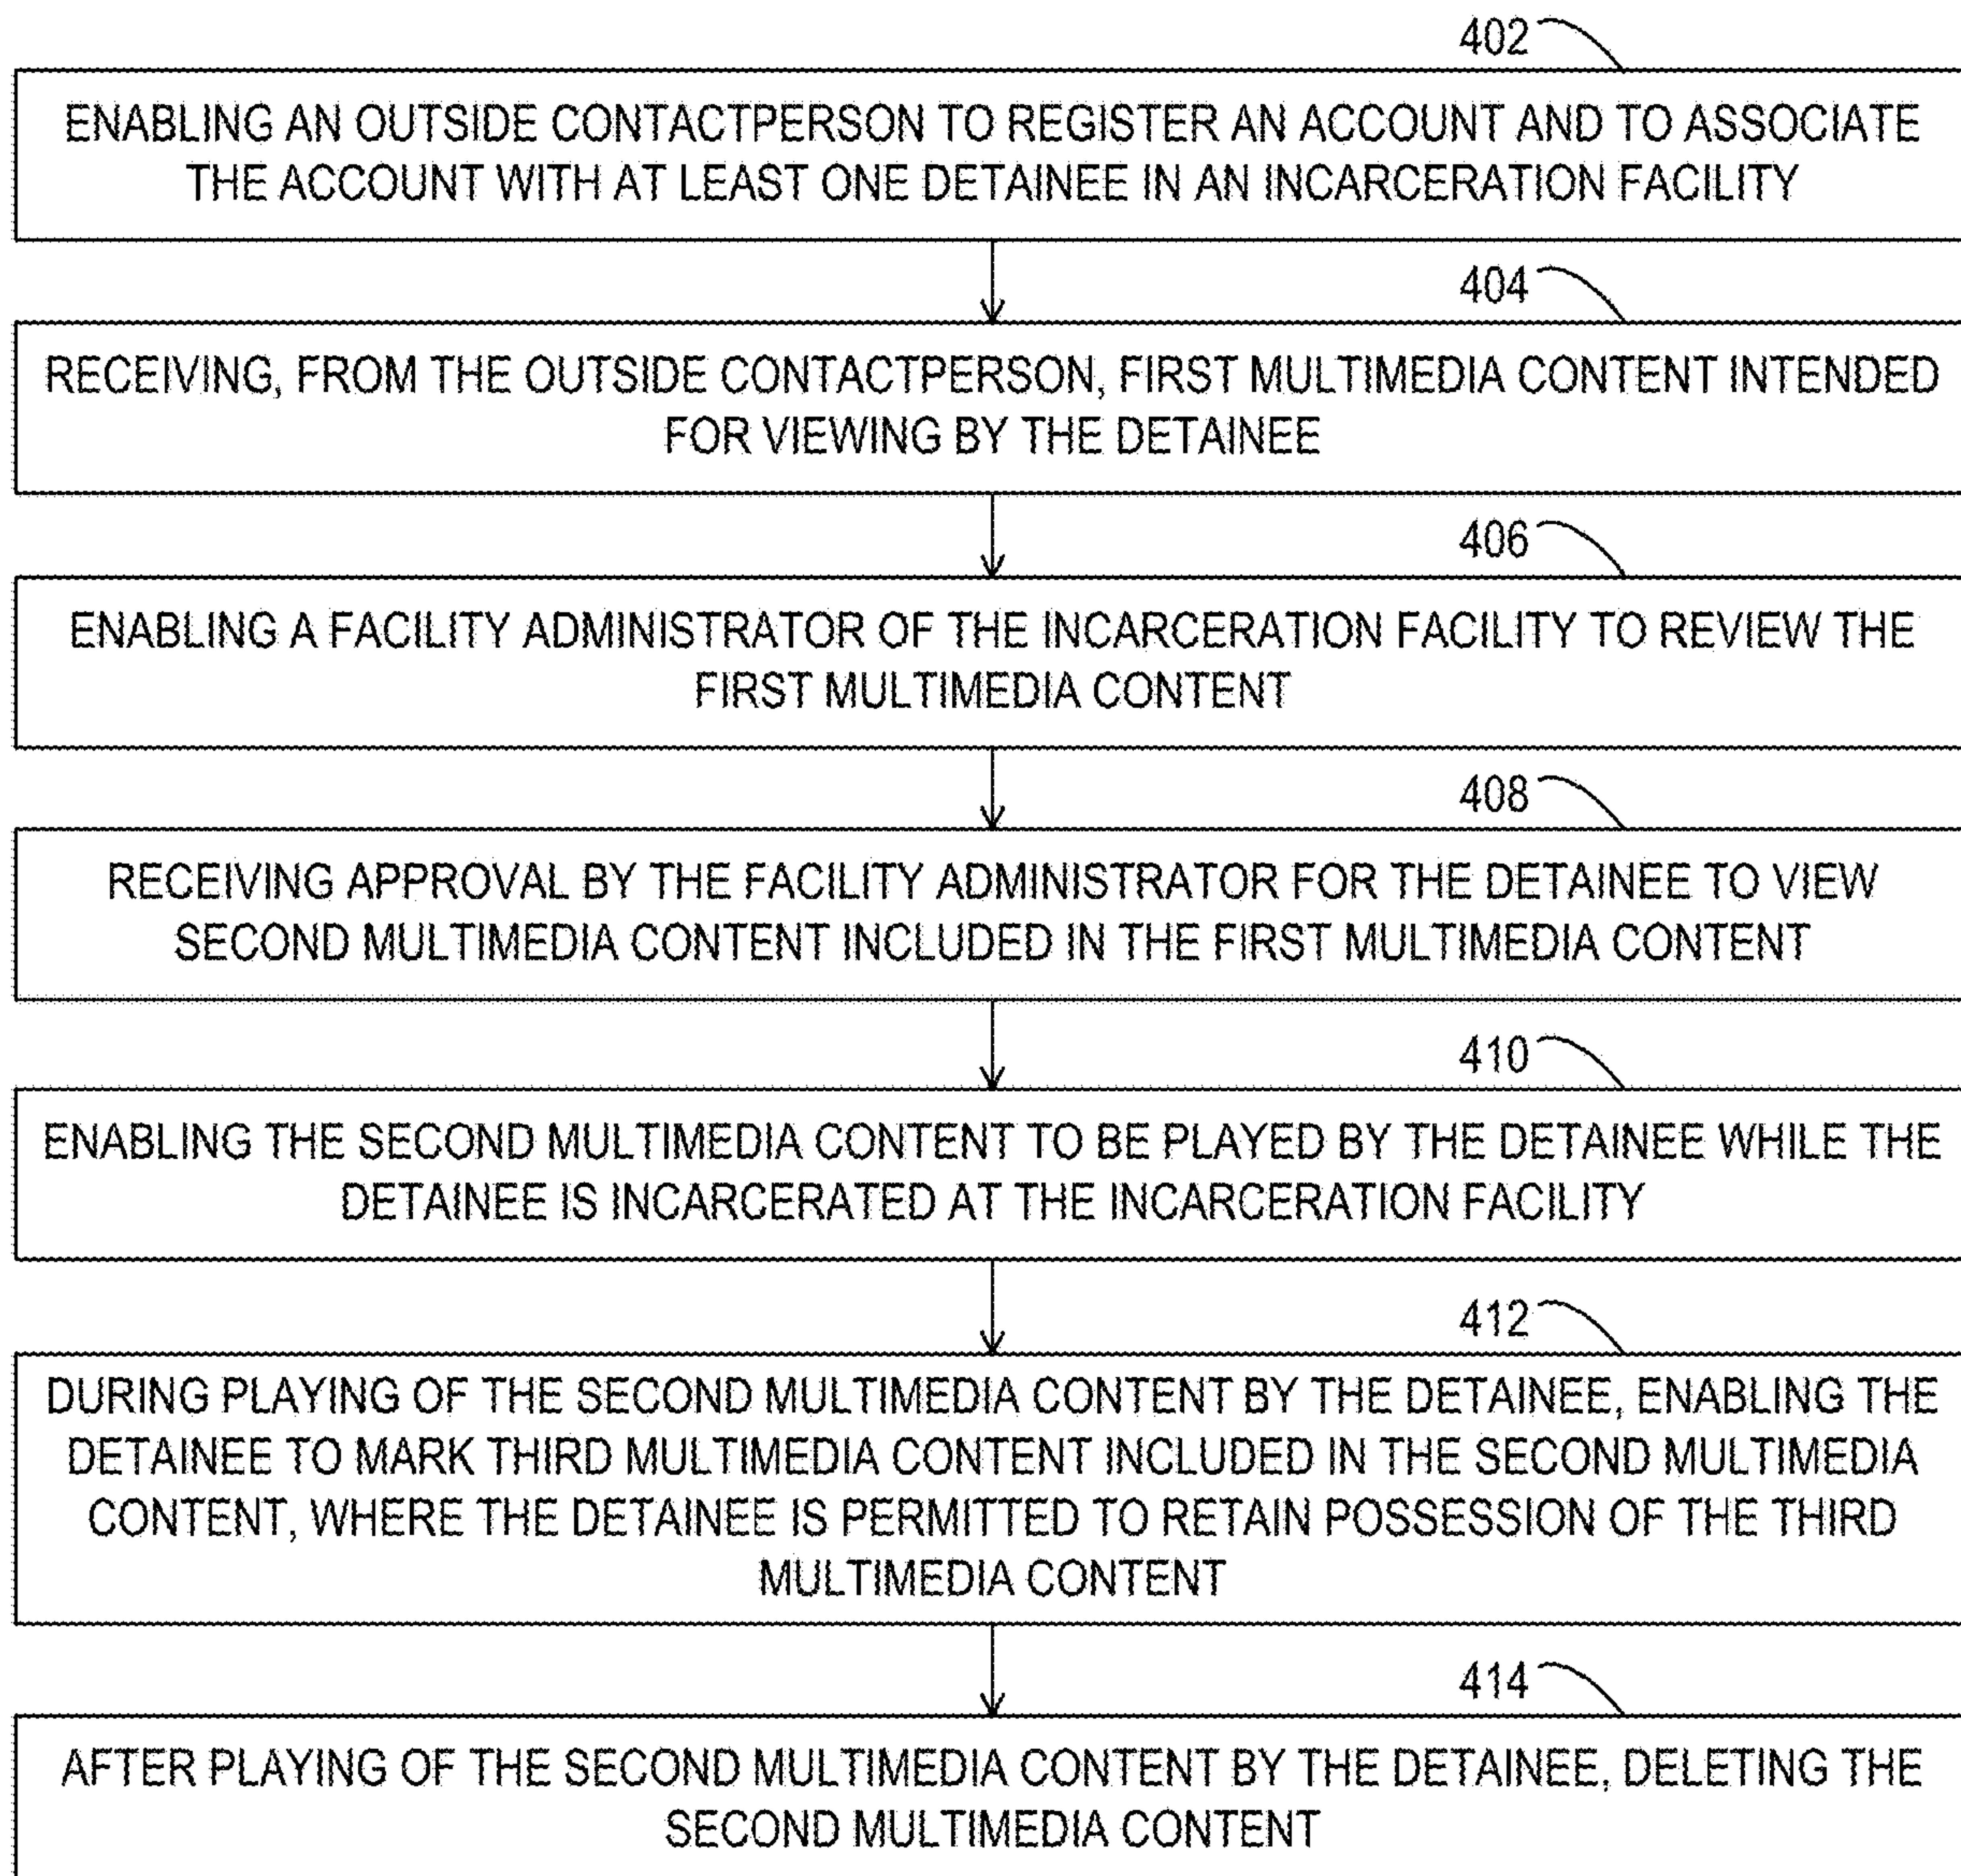 402
ENABLING AN OUTSIDE CONTACTPERSON TO REGISTER AN ACCOUNT AND TO ASSOCIATE
THE ACCOUNT WITH AT LEAST ONE DETAINEE IN AN INCARCERATION FACILITY
404
RECEIVING, FROM THE OUTSIDE CONTACTPERSON, FIRST MULTIMEDIA CONTENT INTENDED
FOR VIEWING BY THE DETAINEE
406
ENABLING A FACILITY ADMINISTRATOR OF THE INCARCERATION FACILITY TO REVIEW THE
FIRST MULTIMEDIA CONTENT
408
RECEIVING APPROVAL BY THE FACILITY ADMINISTRATOR FOR THE DETAINEE TO VIEW
SECOND MULTIMEDIA CONTENT INCLUDED IN THE FIRST MULTIMEDIA CONTENT
410
ENABLING THE SECOND MULTIMEDIA CONTENT TO BE PLAYED BY THE DETAINEE WHILE THE
DETAINEE IS INCARCERATED AT THE INCARCERATION FACILITY
412
DURING PLAYING OF THE SECOND MULTIMEDIA CONTENT BY THE DETAINEE, ENABLING THE
DETAINEE TO MARK THIRD MULTIMEDIA CONTENT INCLUDED IN THE SECOND MULTIMEDIA
CONTENT, WHERE THE DETAINEE IS PERMITTED TO RETAIN POSSESSION OF THE THIRD
MULTIMEDIA CONTENT
414
AFTER PLAYING OF THE SECOND MULTIMEDIA CONTENT BY THE DETAINEE, DELETING THE
SECOND MULTIMEDIA CONTENT